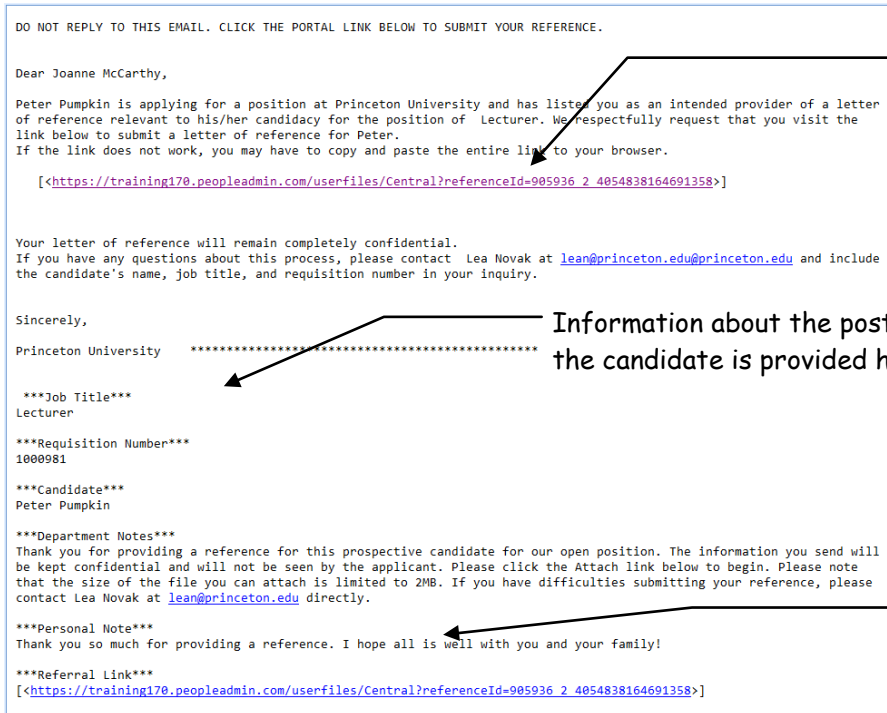 DO NOT REPLY TO THIS EMAIL. CLICK THE PORTAL LINK BELOW TO SUBMIT YOUR REFERENCE.
Dear Joanne McCarthy,
Peter Pumpkin is applying for a position at Princeton University and has listed you as an intended provider of a letter
of reference relevant to his/her candidacy for the position of  Lecturer. We respectfully request that you visit the
link below to submit a letter of reference for Peter.
If the link does not work, you may have to copy and paste the entire link to your browser.
[<https://training170.peopleadmin.com/userfiles/Central?referenceId=905936 2 4054838164691358>]
Your letter of reference will remain completely confidential.
If you have any questions about this process, please contact  Lea Novak at lean@princeton.edu@princeton.edu and include
the candidate's name, job title, and requisition number in your inquiry.
Sincerely,
Information about the post
Princeton University    ************************************************
the candidate is provided h
***Job Title***
Lecturer
***Requisition Number***
1000981
***Candidate***
Peter Pumpkin
***Department Notes***
Thank you for providing a reference for this prospective candidate for our open position. The information you send will
be kept confidential and will not be seen by the applicant. Please click the Attach link below to begin. Please note
that the size of the file you can attach is limited to 2MB. If you have difficulties submitting your reference, please
contact Lea Novak at lean@princeton.edu directly.
***Personal Note***
Thank you so much for providing a reference. I hope all is well with you and your family!
***Referral Link***
[<https://training170.peopleadmin.com/userfiles/Central?referenceId=905936 2 4054838164691358>]